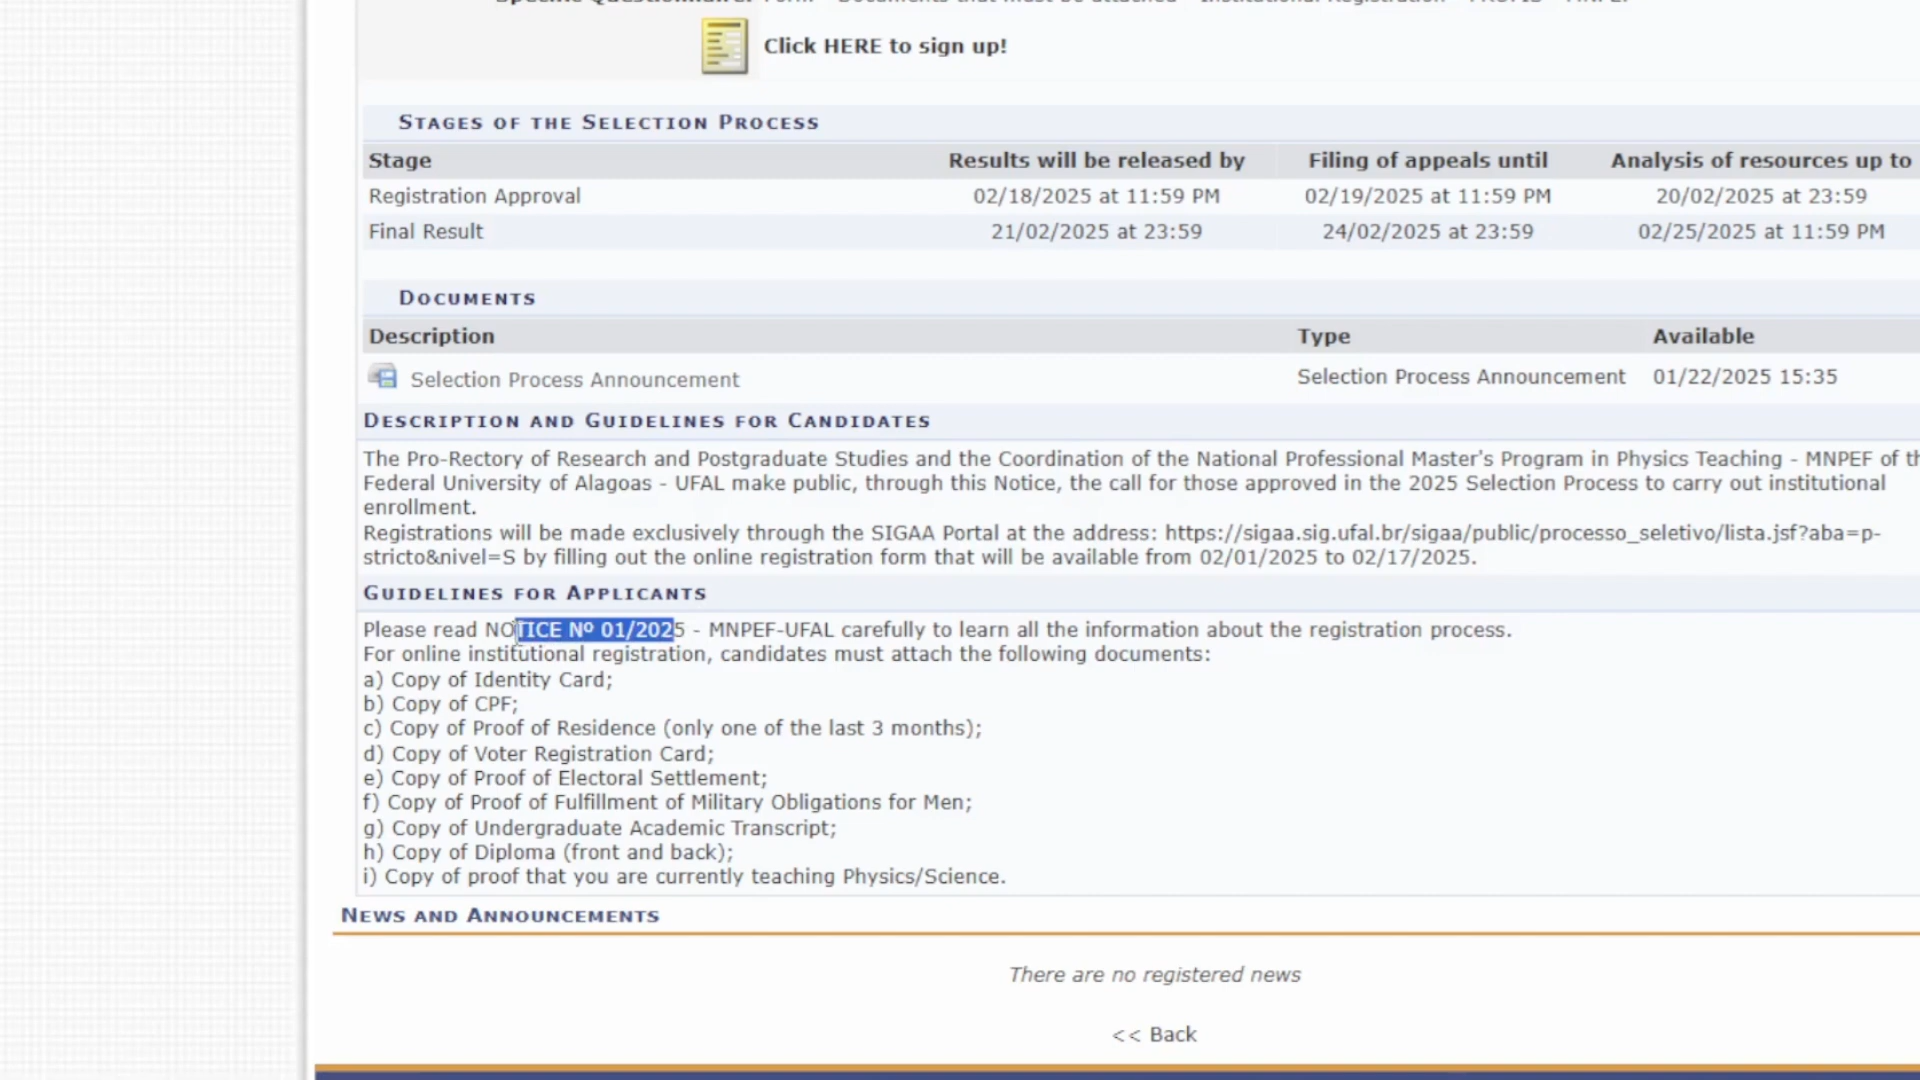 Click HERE to sign up!
STAGES OF THE SELECTION PROCESS
Stage Results will be released by Filing of appeals until Analysis of resources up to
Registration Approval 02/18/2025 at 11:59 PM 02/19/2025 at 11:59 PM 20/02/2025 at 23:59
Final Result 21/02/2025 at 23:59 24/02/2025 at 23:59 02/25/2025 at 11:59 PM
DOCUMENTS
Description Type Available
Selection Process Announcement Selection Process Announcement 01/22/2025 15:35
DESCRIPTION AND GUIDELINES FOR CANDIDATES
The Pro-Rectory of Research and Postgraduate Studies and the Coordination of the National Professional Master's Program in Physics Teaching - MNPEF of th
Federal University of Alagoas - UFAL make public, through this Notice, the call for those approved in the 2025 Selection Process to carry out institutional
enrollment.
Registrations will be made exclusively through the SIGAA Portal at the address: https://sigaa.sig.ufal.br/sigaa/public/processo_seletivo/lista.jsf?aba=p-
stricto&nivel=S by filling out the online registration form that will be available from 02/01/2025 to 02/17/2025.
GUIDELINES FOR APPLICANTS
Please read NOTICE Nº 01/2025 - MNPEF-UFAL carefully to learn all the information about the registration process.
For online institutional registration, candidates must attach the following documents:
a) Copy of Identity Card;
b) Copy of CPF;
c) Copy of Proof of Residence (only one of the last 3 months);
d) Copy of Voter Registration Card;
e) Copy of Proof of Electoral Settlement;
f) Copy of Proof of Fulfillment of Military Obligations for Men;
g) Copy of Undergraduate Academic Transcript;
h) Copy of Diploma (front and back);
i) Copy of proof that you are currently teaching Physics/Science.
NEWS AND ANNOUNCEMENTS
There are no registered news
<< Back